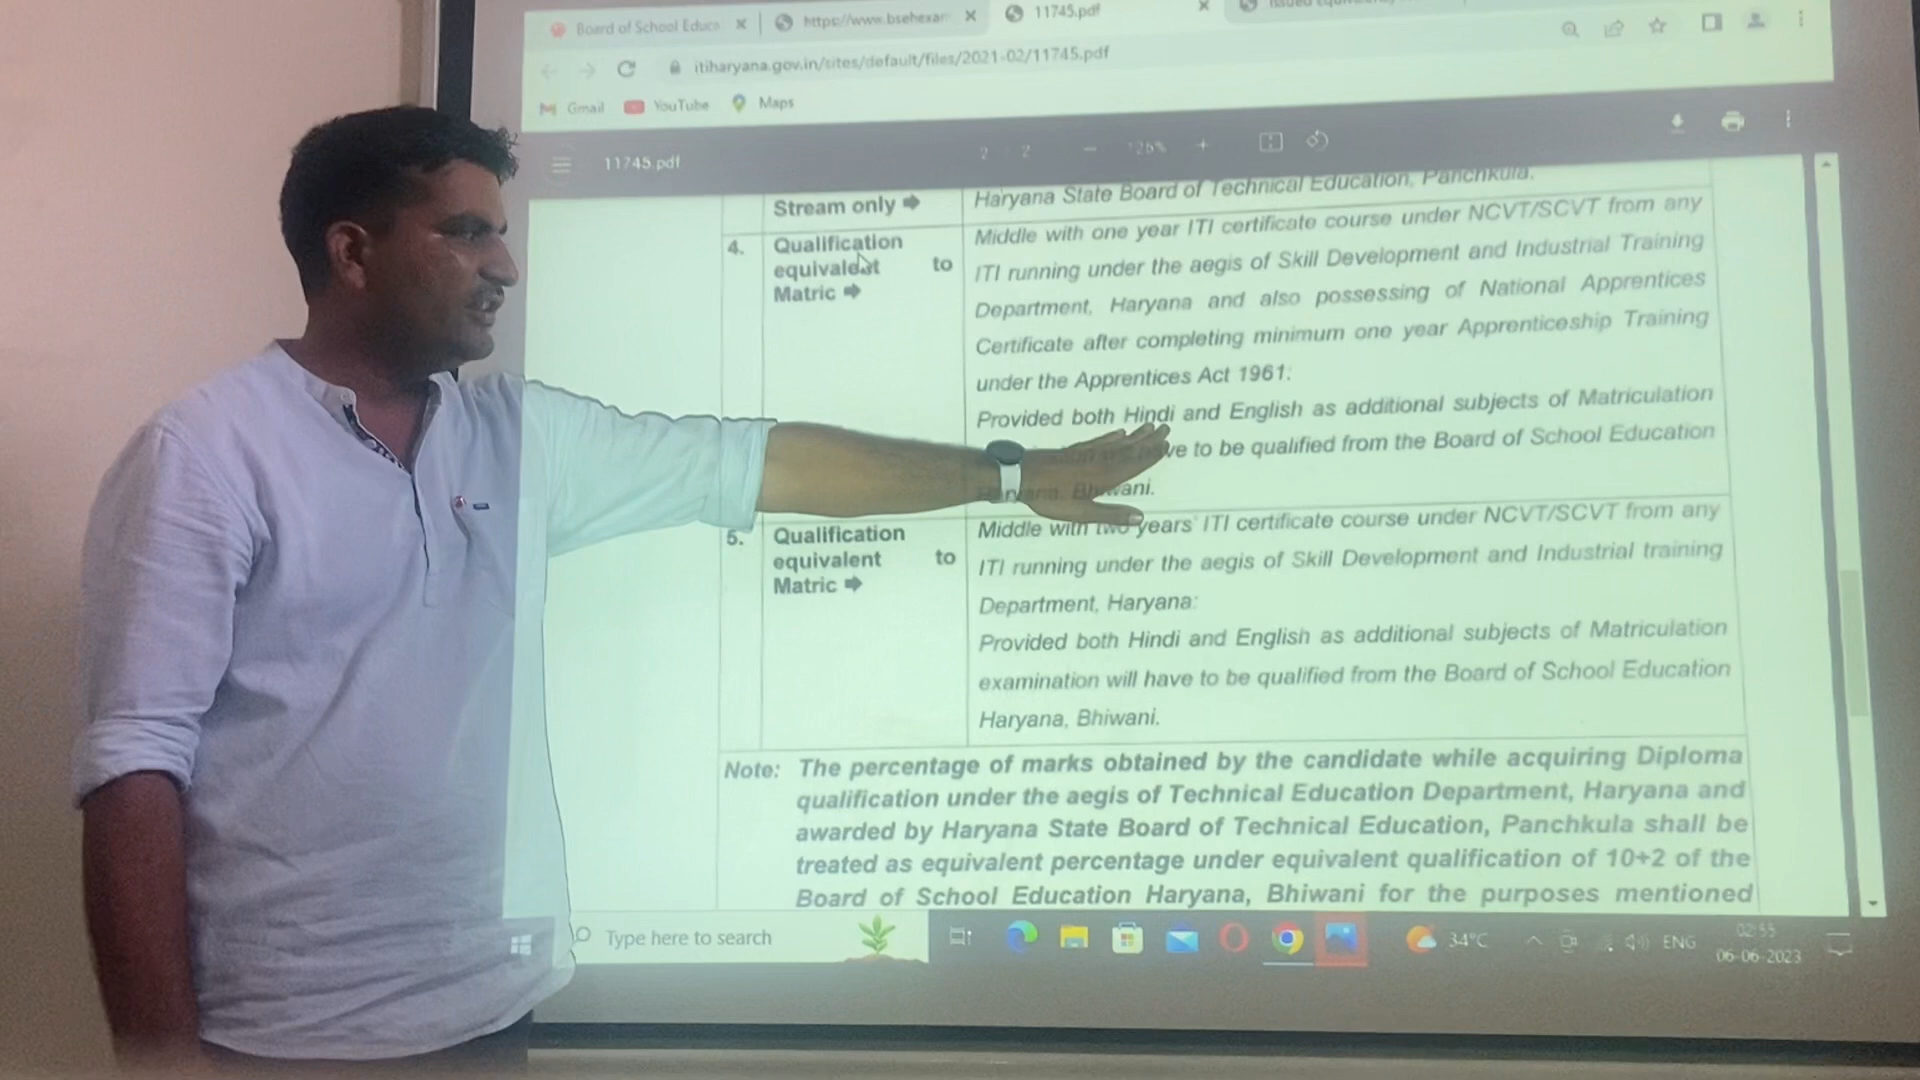 Board of School Educa
https://www.bsehexar
11745.pdf
itiharyana.gov.in/sites/default/files/2021-02/11745.pdf
Gmail YouTube Maps
11745.pdf
2 2
Stream only ➡
Haryana State Board of Technical Education, Panchkula.
4. Qualification equivalent to Matric ➡
Middle with one year ITI certificate course under NCVT/SCVT from any
ITI running under the aegis of Skill Development and Industrial Training
Department, Haryana and also possessing of National Apprentices
Certificate after completing minimum one year Apprenticeship Training
under the Apprentices Act 1961:
Provided both Hindi and English as additional subjects of Matriculation
to be qualified from the Board of School Education
5. Qualification equivalent to Matric ➡
Middle with two years' ITI certificate course under NCVT/SCVT from any
ITI running under the aegis of Skill Development and Industrial training
Department, Haryana:
Provided both Hindi and English as additional subjects of Matriculation
examination will have to be qualified from the Board of School Education
Haryana, Bhiwani.
Note: The percentage of marks obtained by the candidate while acquiring Diploma
qualification under the aegis of Technical Education Department, Haryana and
awarded by Haryana State Board of Technical Education, Panchkula shall be
treated as equivalent percentage under equivalent qualification of 10+2 of the
Board of School Education Haryana, Bhiwani for the purposes mentioned
Type here to search
34°C
ENG
02:55
06-06-2023